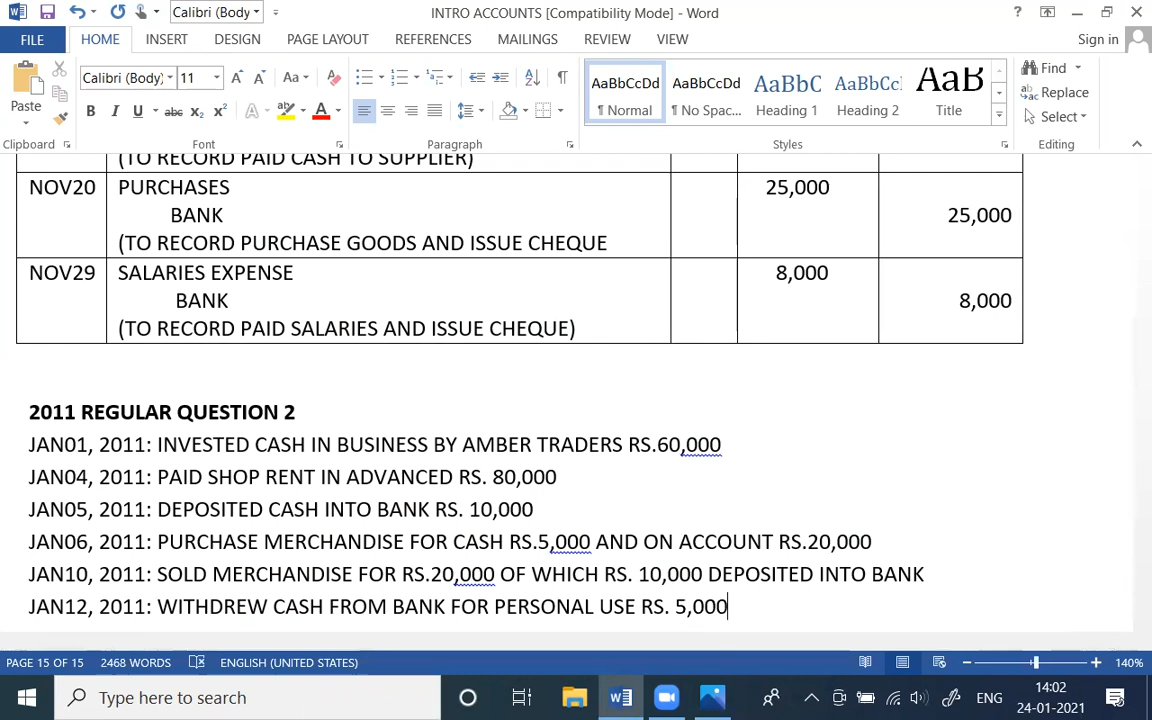 Calibri (Body
INTRO ACCOUNTS [Compatibility Mode] - Word
?
FILE HOME INSERT DESIGN PAGE LAYOUT REFERENCES MAILINGS REVIEW VIEW Sign in
Paste
Calibri (Body) 11 A A Aa
B I U abc x₂ x² A A
AaBbCcDd AaBbCcDd AaBbC AaBbCc AaB
¶ Normal ¶ No Spac... Heading 1 Heading 2 Title
Find
Replace
Select
Clipboard Font Paragraph Styles Editing
(TO RECORD PAID CASH TO SUPPLIER)
NOV20 PURCHASES 25,000
BANK 25,000
(TO RECORD PURCHASE GOODS AND ISSUE CHEQUE
NOV29 SALARIES EXPENSE 8,000
BANK 8,000
(TO RECORD PAID SALARIES AND ISSUE CHEQUE)
2011 REGULAR QUESTION 2
JAN01, 2011: INVESTED CASH IN BUSINESS BY AMBER TRADERS RS.60,000
JAN04, 2011: PAID SHOP RENT IN ADVANCED RS. 80,000
JAN05, 2011: DEPOSITED CASH INTO BANK RS. 10,000
JAN06, 2011: PURCHASE MERCHANDISE FOR CASH RS.5,000 AND ON ACCOUNT RS.20,000
JAN10, 2011: SOLD MERCHANDISE FOR RS.20,000 OF WHICH RS. 10,000 DEPOSITED INTO BANK
JAN12, 2011: WITHDREW CASH FROM BANK FOR PERSONAL USE RS. 5,000
PAGE 15 OF 15 2468 WORDS ENGLISH (UNITED STATES) 140%
Type here to search
ENG
14:02
24-01-2021